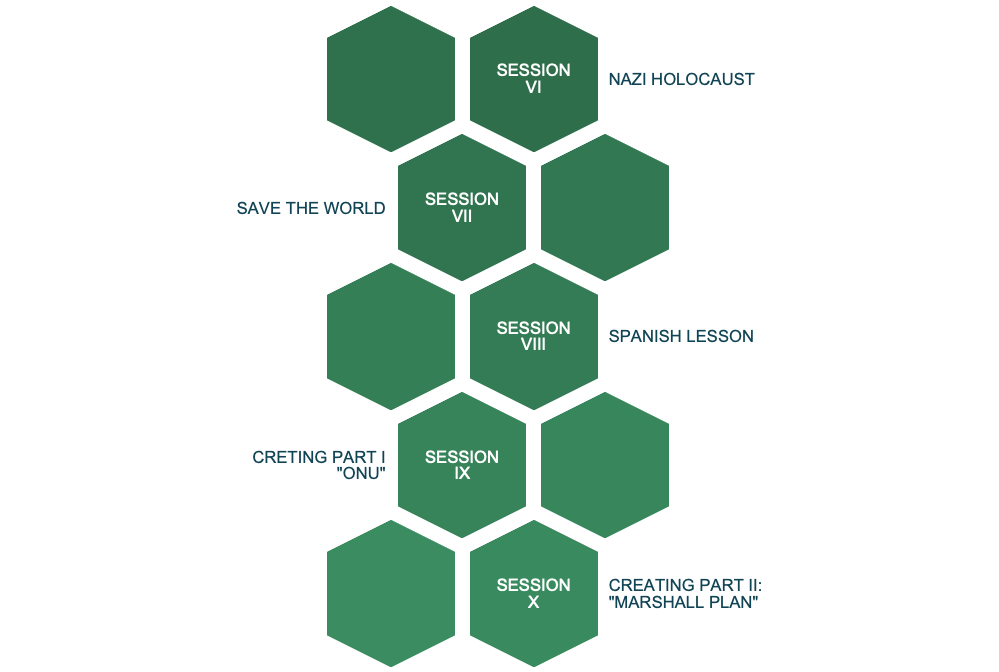 SESSION
VI
NAZI HOLOCAUST
SAVE THE WORLD
SESSION
VII
SESSION
VIII
SPANISH LESSON
CRETING PART I
"ONU"
SESSION
IX
SESSION
X
CREATING PART II:
"MARSHALL PLAN"